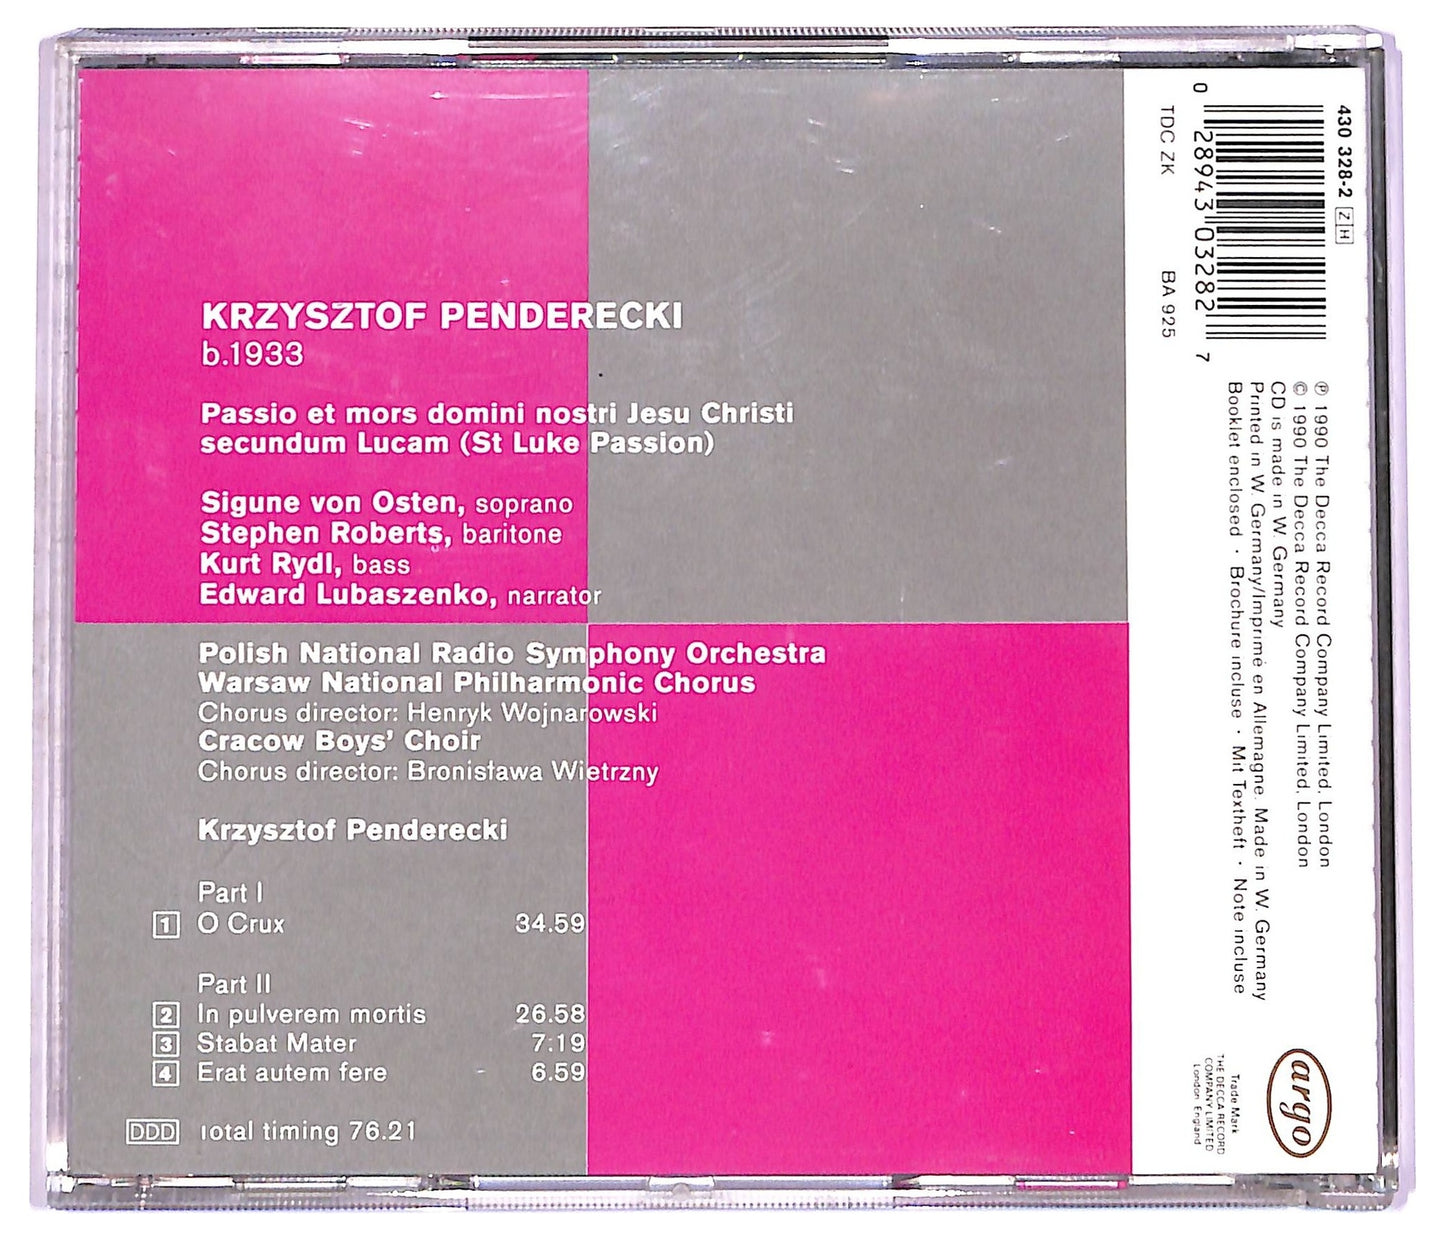 KRZYSZTOF PENDERECKI
b.1933
Passio et mors domini nostri Jesu Christi
secundum Lucam (St Luke Passion)
Sigune von Osten, soprano
Stephen Roberts, baritone
Kurt Rydl, bass
Edward Lubaszenko, narrator
Polish National Radio Symphony Orchestra
Warsaw National Philharmonic Chorus
Chorus director: Henryk Wojnarowski
Cracow Boys' Choir
Chorus director: Bronisława Wietrzny
Krzysztof Penderecki
Part I
1 O Crux 34.59
Part II
2 In pulverem mortis 26.58
3 Stabat Mater 7.19
4 Erat autem fere 6.59
DDD Total timing 76.21
430 328-2 ZH
0 28943 03282 7
TDC ZK BA 925
℗ 1990 The Decca Record Company Limited, London
© 1990 The Decca Record Company Limited, London
CD is made in W. Germany
Printed in W. Germany/Imprimé en Allemagne. Made in W. Germany
Booklet enclosed · Brochure incluse · Mit Textheft · Note incluse
argo
Trade Mark
THE DECCA RECORD
COMPANY LIMITED
London England